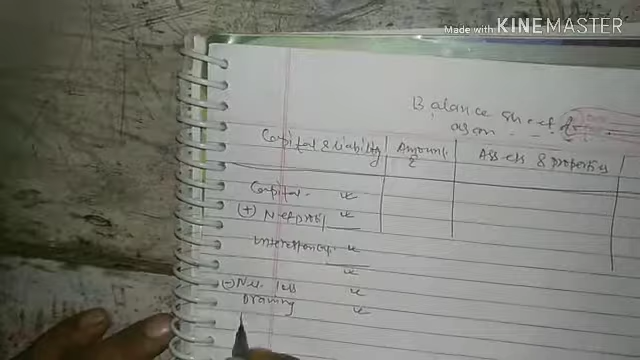 Made with KINEMASTER
Balance sheet of
as on
Capital & liability Amount Assets & properties
₹
Capital x
(+) Net profit x
Interest on cap. x
x
(-) Net loss x
Drawing x